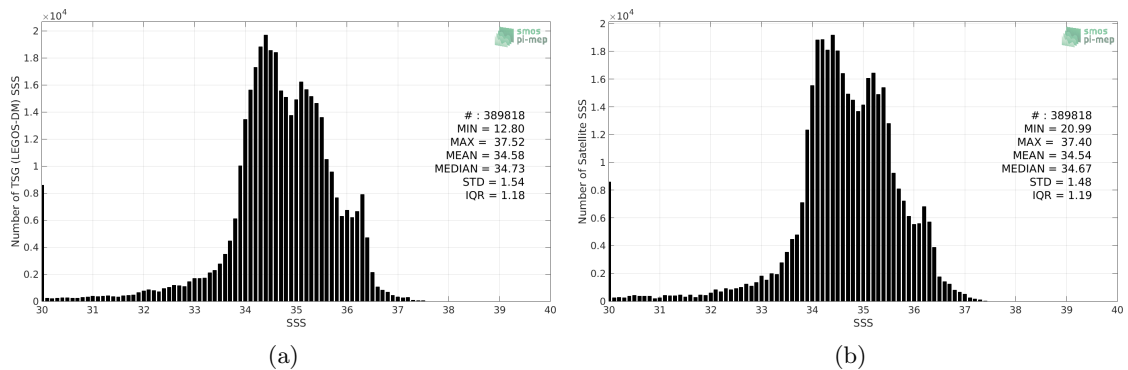 ×10⁴
2
1.8
1.6
1.4
1.2
1
0.8
0.6
0.4
0.2
0
Number of TSG (LEGOS-DM) SSS
smos
pi-mep
# : 389818
MIN = 12.80
MAX = 37.52
MEAN = 34.58
MEDIAN = 34.73
STD = 1.54
IQR = 1.18
30 31 32 33 34 35 36 37 38 39 40
SSS
(a)
×10⁴
2
1.8
1.6
1.4
1.2
1
0.8
0.6
0.4
0.2
0
Number of Satellite SSS
smos
pi-mep
# : 389818
MIN = 20.99
MAX = 37.40
MEAN = 34.54
MEDIAN = 34.67
STD = 1.48
IQR = 1.19
30 31 32 33 34 35 36 37 38 39 40
SSS
(b)